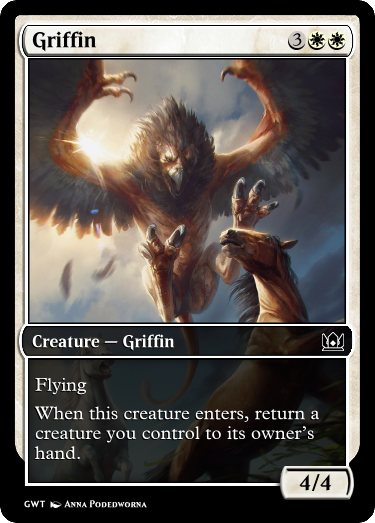 Griffin 3
Creature — Griffin
Flying
When this creature enters, return a
creature you control to its owner's
hand.
4/4
GWT Anna Podedworna